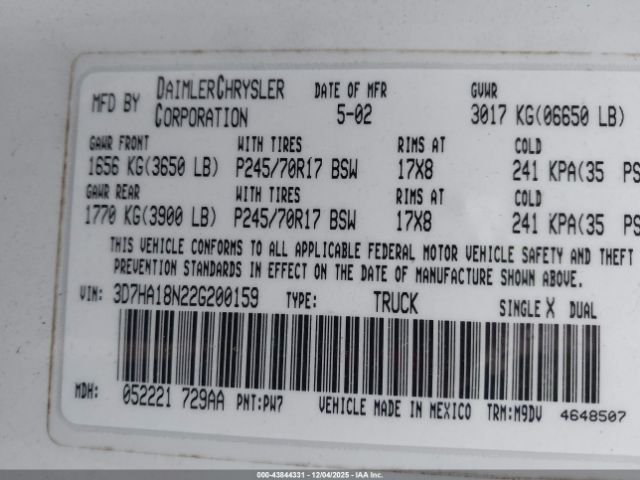 MFD BY DAIMLERCHRYSLER CORPORATION DATE OF MFR 5-02 GVWR 3017 KG(06650 LB)
GAWR FRONT WITH TIRES RIMS AT COLD
1656 KG(3650 LB) P245/70R17 BSW 17X8 241 KPA(35 PS
GAWR REAR WITH TIRES RIMS AT COLD
1770 KG(3900 LB) P245/70R17 BSW 17X8 241 KPA(35 PS
THIS VEHICLE CONFORMS TO ALL APPLICABLE FEDERAL MOTOR VEHICLE SAFETY AND THEFT
PREVENTION STANDARDS IN EFFECT ON THE DATE OF MANUFACTURE SHOWN ABOVE.
VIN: 3D7HA18N22G200159 TYPE: TRUCK SINGLE X DUAL
MDH: 052221 729AA PNT:PW7 VEHICLE MADE IN MEXICO TRM:M9DV 4648507
000-43844331 - 12/04/2025 - IAA Inc.